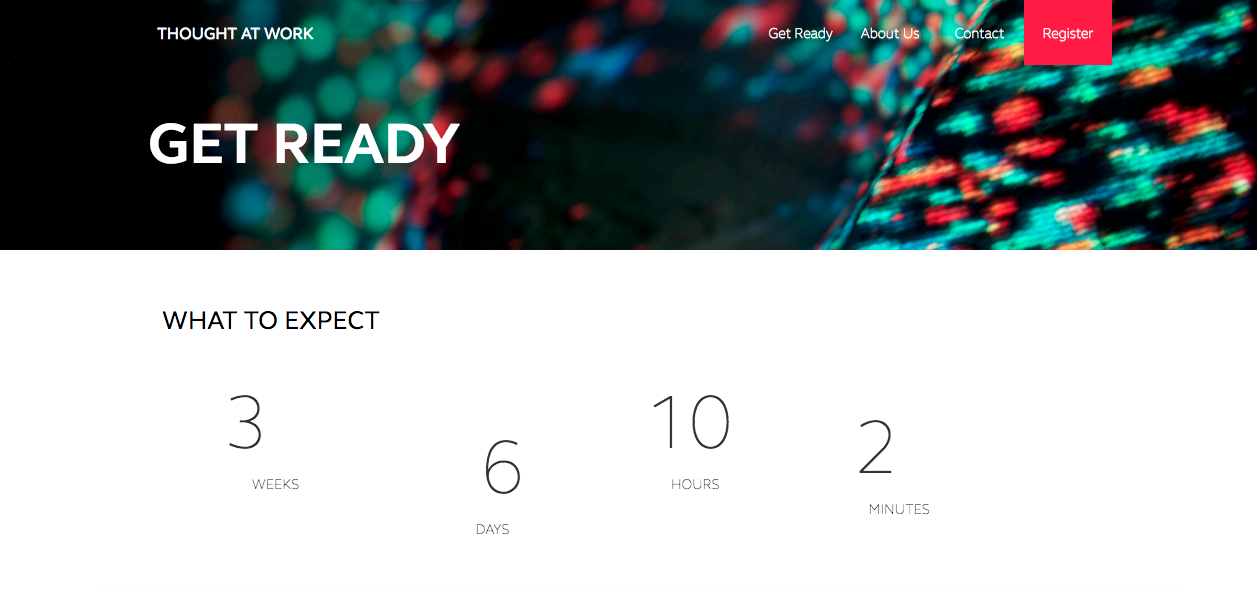 THOUGHT AT WORK
Get Ready
About Us
Contact
Register
GET READY
WHAT TO EXPECT
3
WEEKS
6
DAYS
10
HOURS
2
MINUTES